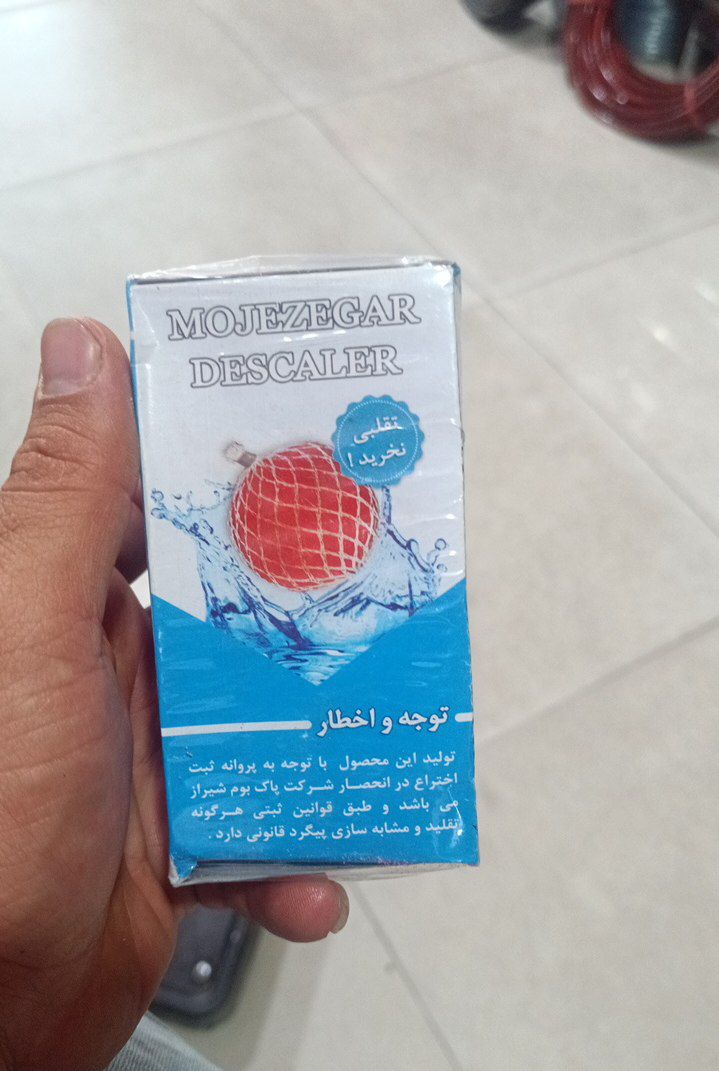 MOJEZEGAR
DESCALER
تقلبی
نخرید !
توجه و اخطار
تولید این محصول با توجه به پروانه ثبت
اختراع در انحصار شرکت پاک بوم شیراز
می باشد و طبق قوانین ثبتی هرگونه
تقلید و مشابه سازی پیگرد قانونی دارد .